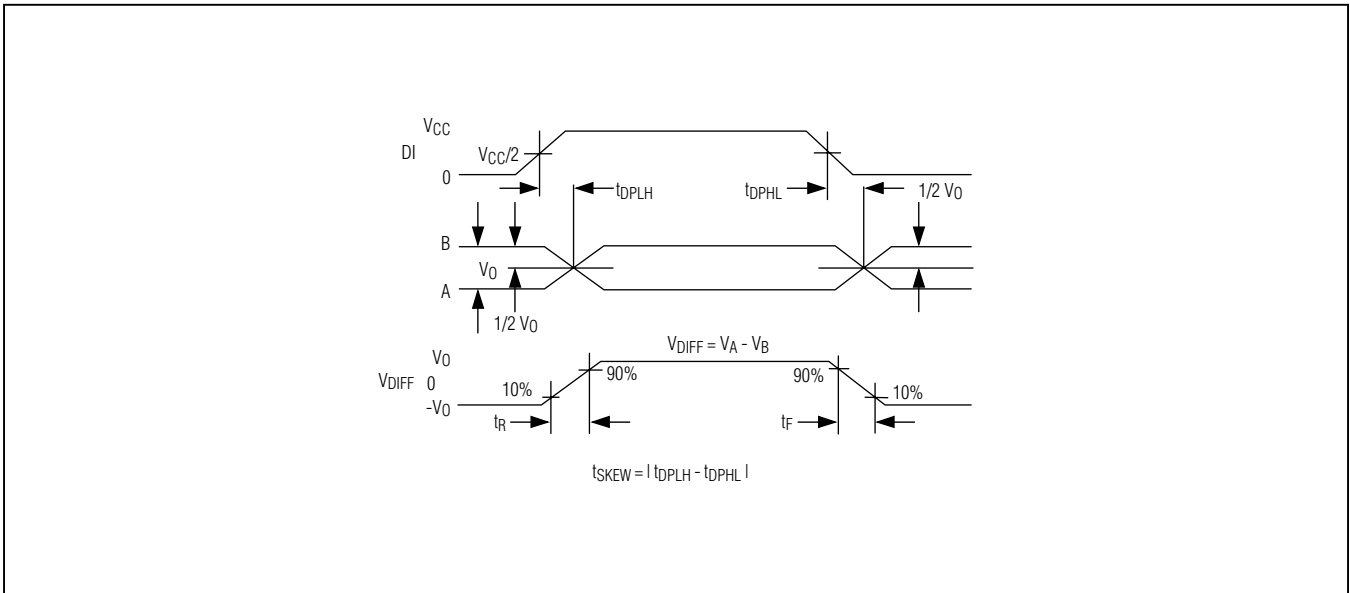 VCC
DI
VCC/2
0
tDPLH
tDPHL
1/2 VO
B
VO
A
1/2 VO
VDIFF = VA - VB
VO
VDIFF 0
-VO
10%
90%
90%
10%
tR
tF
tSKEW = | tDPLH - tDPHL |